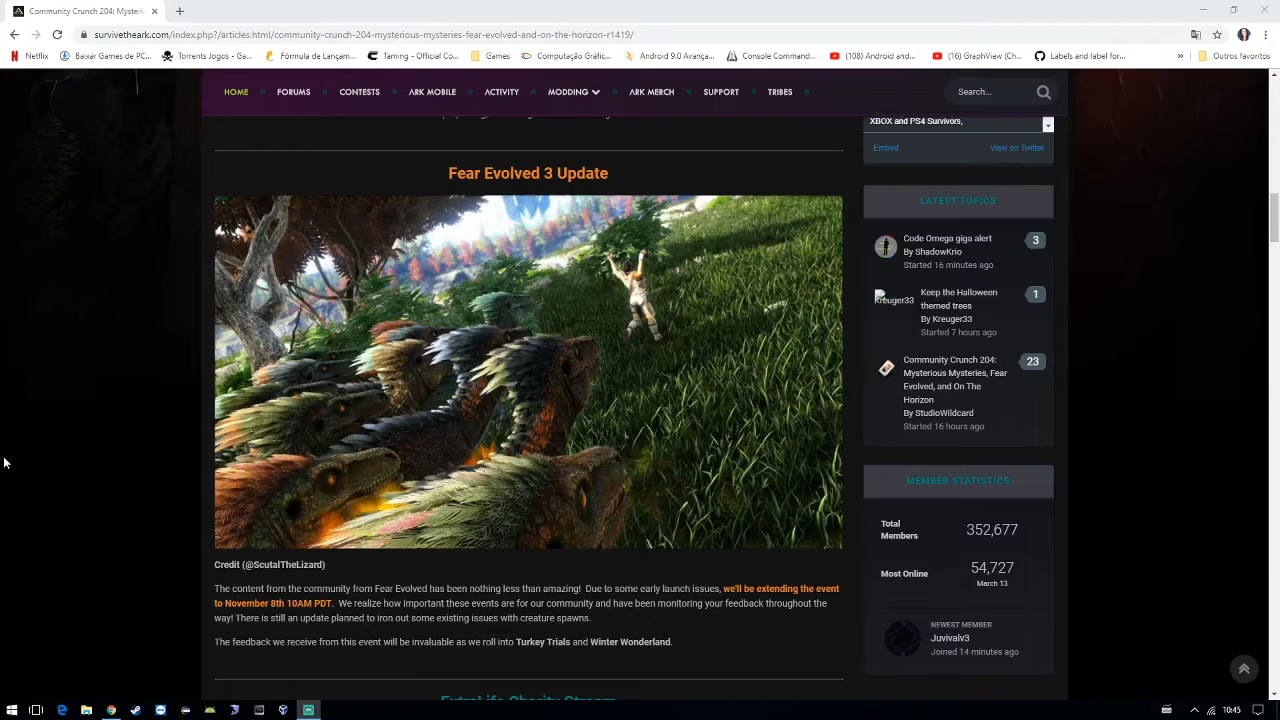 Community Crunch 204: Mysteri
survivetheark.com/index.php?/articles.html/community-crunch-204-mysterious-mysteries-fear-evolved-and-on-the-horizon-r1419/
Netflix
Baixar Games de PC...
Torrents Jogos - Ga...
Fórmula de Lançam...
Taming - Official A...
Games
Computação Gráfic...
Android 9.0 Avança...
Commands
(108) Android and...
(16) GraphView (Ch...
Labels and label for...
»
Outros favoritos
HOME
FORUMS
CONTESTS
ARK MOBILE
ACTIVITY
MODDING
ARK MERCH
SUPPORT
TRIBES
Search...
XBOX and PS4 Survivors,
Embed
View on Twitter
Fear Evolved 3 Update
Credit (@ScutalTheLizard)
The content from the community from Fear Evolved has been nothing less than amazing! Due to some early launch issues, we'll be extending the event
to November 8th 10AM PDT. We realize how important these events are for our community and have been monitoring your feedback throughout the
way! There is still an update planned to iron out some existing issues with creature spawns.
The feedback we receive from this event will be invaluable as we roll into Turkey Trials and Winter Wonderland.
ExtraLife Charity Stream
LATEST TOPICS
Code Omega giga alert
By ShadowKrio
Started 16 minutes ago
3
Kreuger33
Keep the Halloween
themed trees
By Kreuger33
Started 7 hours ago
1
Community Crunch 204:
Mysterious Mysteries, Fear
Evolved, and On The
Horizon
By StudioWildcard
Started 16 hours ago
23
MEMBER STATISTICS
Total
Members
352,677
Most Online
54,727
March 13
NEWEST MEMBER
Juvivalv3
Joined 14 minutes ago
10:45